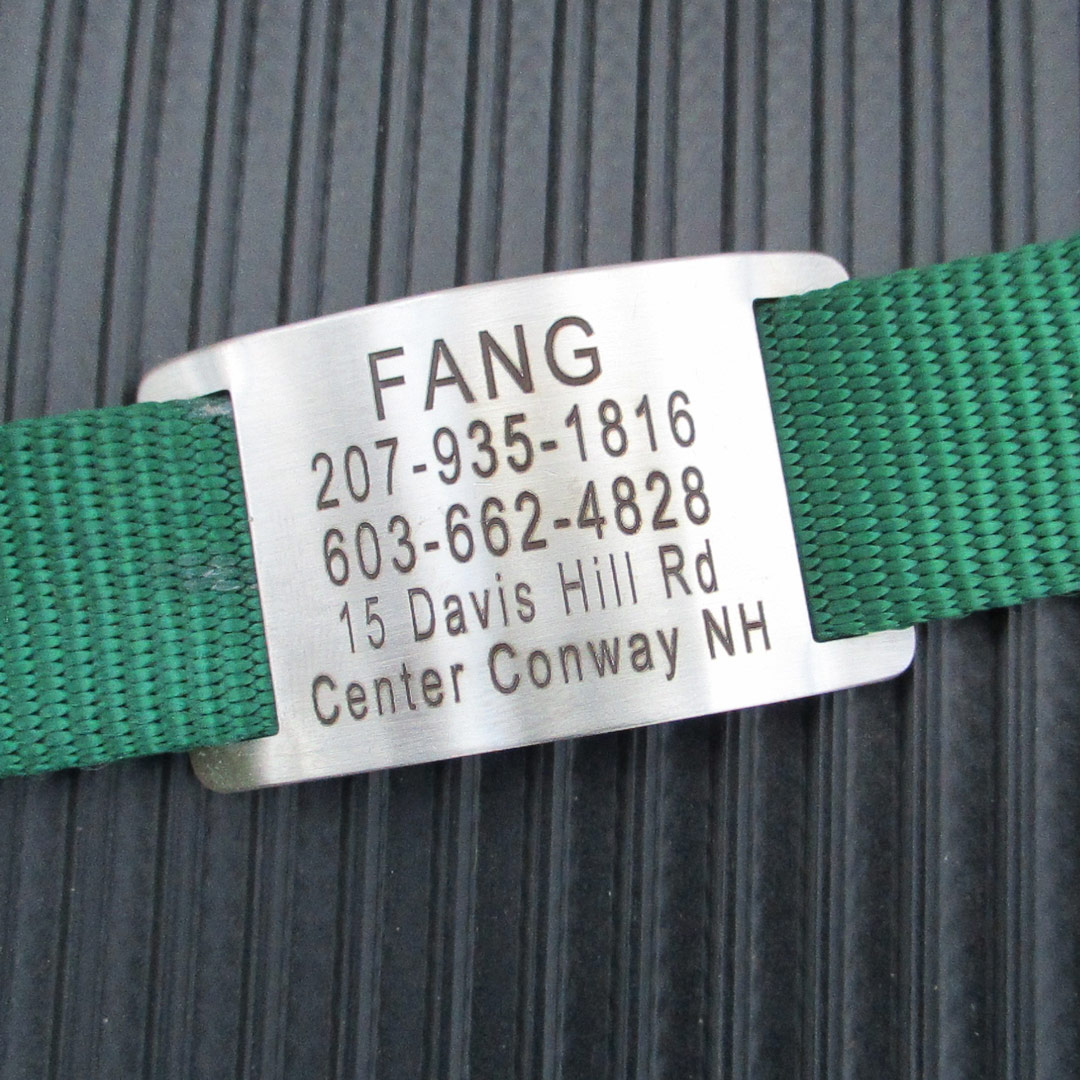 FANG
207-935-1816
603-662-4828
15 Davis Hill Rd
Center Conway NH